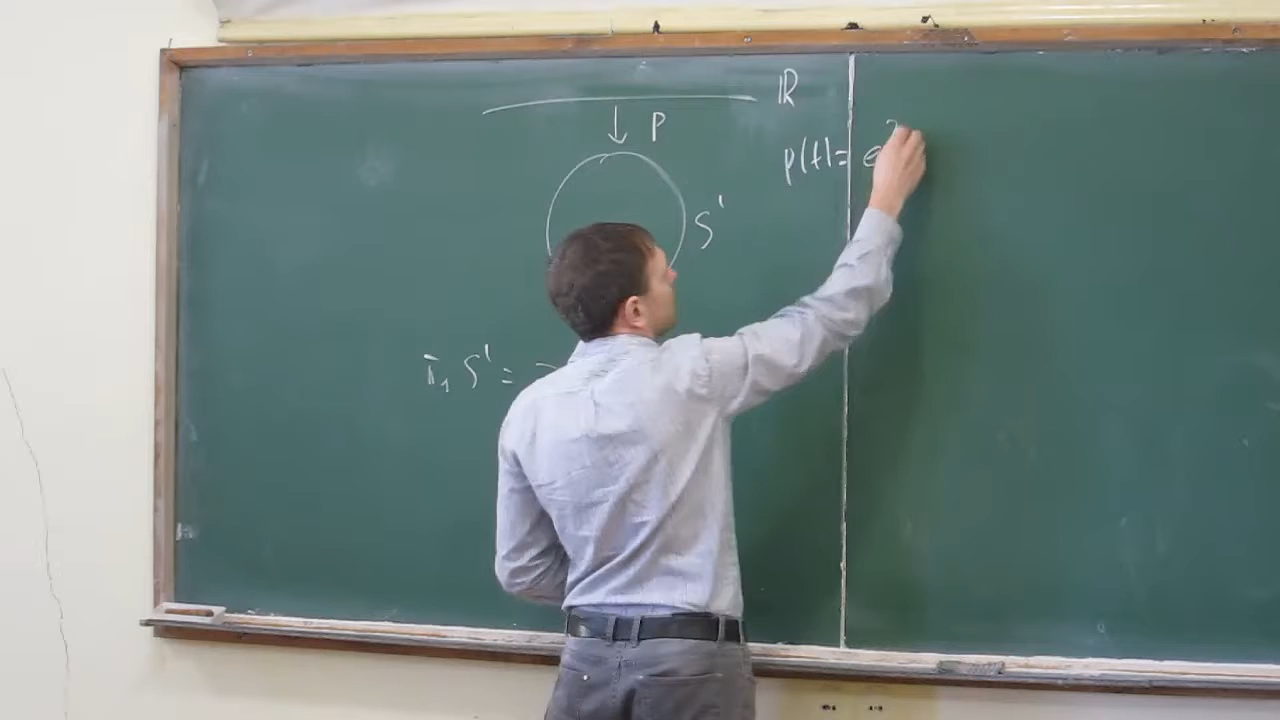 ℝ
p
p(t) = e
S¹
π₁ S¹ =